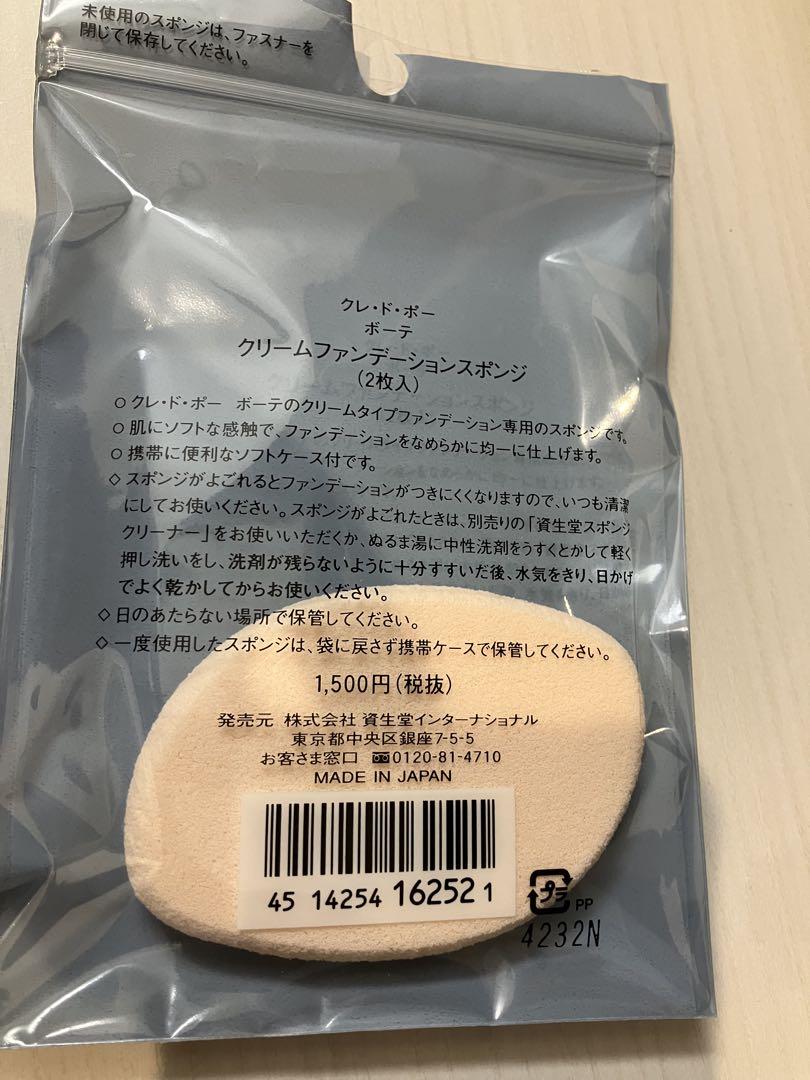 未使用のスポンジは、ファスナーを
閉じて保存してください。
クレ・ド・ポー
ボーテ
クリームファンデーションスポンジ
(2枚入)
○ クレ・ド・ポー ボーテのクリームタイプファンデーション専用のスポンジです。
○ 肌にソフトな感触で、ファンデーションをなめらかに均一に仕上げます。
○ 携帯に便利なソフトケース付です。
◇ スポンジがよごれるとファンデーションがつきにくくなりますので、いつも清潔
にしてお使いください。スポンジがよごれたときは、別売りの「資生堂スポンジ
クリーナー」をお使いいただくか、ぬるま湯に中性洗剤をうすくとかして軽く
押し洗いをし、洗剤が残らないように十分すすいだ後、水気をきり、日かげ
でよく乾かしてからお使いください。
◇ 日のあたらない場所で保管してください。
◇ 一度使用したスポンジは、袋に戻さず携帯ケースで保管してください。
1,500円(税抜)
発売元 株式会社 資生堂インターナショナル
東京都中央区銀座7-5-5
お客さま窓口 0120-81-4710
MADE IN JAPAN
45 14254 16252 1
プラ PP
4232N